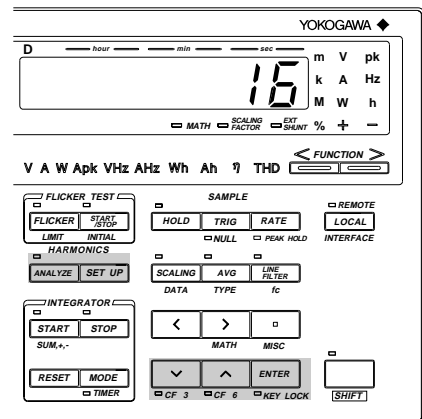 YOKOGAWA
D hour min sec
16
m V pk
k A Hz
M W h
MATH SCALING FACTOR EXT SHUNT % + −
< FUNCTION >
V A W Apk VHz AHz Wh Ah η THD
FLICKER TEST SAMPLE REMOTE
FLICKER START /STOP HOLD TRIG RATE LOCAL
LIMIT INITIAL NULL PEAK HOLD INTERFACE
HARMONICS
ANALYZE SET UP SCALING AVG LINE FILTER
DATA TYPE fc
INTEGRATOR
START STOP < >
SUM,+,- MATH MISC
RESET MODE ENTER
TIMER CF 3 CF 6 KEY LOCK SHIFT